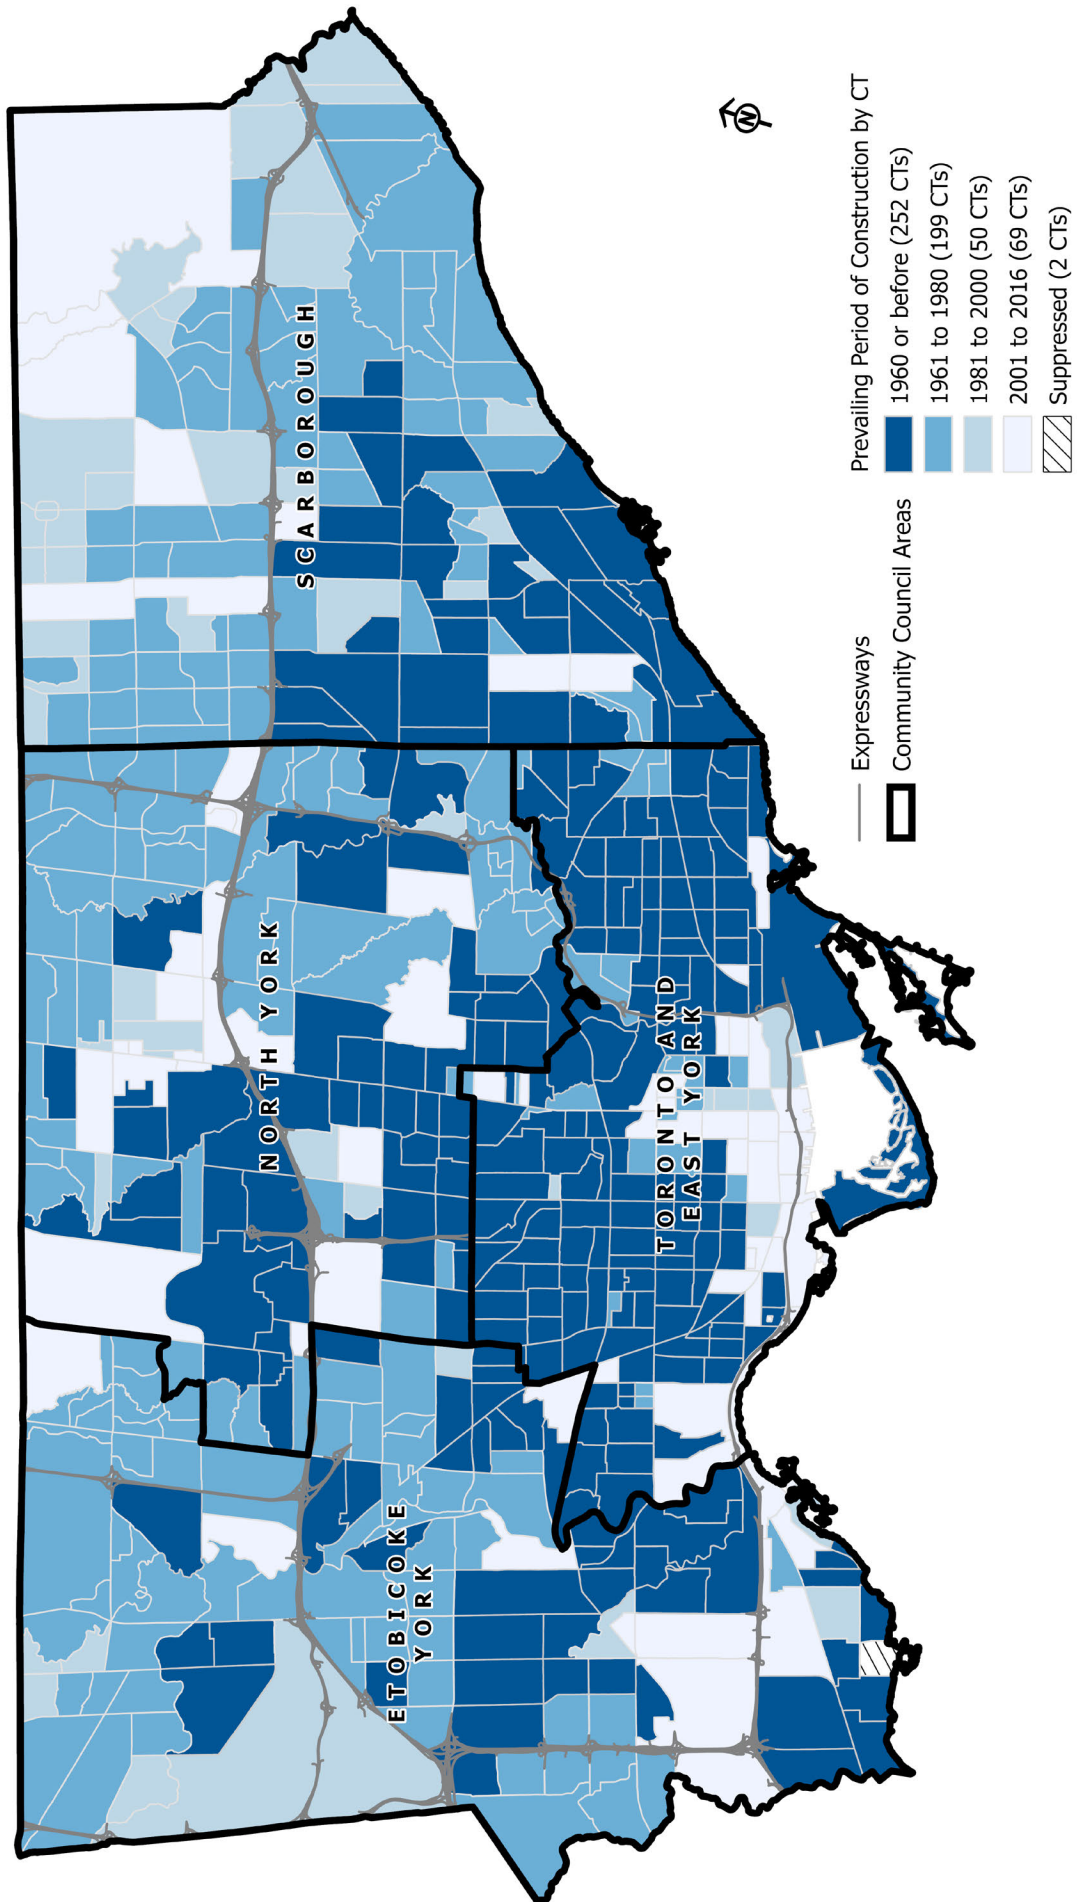 SCARBOROUGH
NORTH YORK
TORONTO AND
EAST YORK
ETOBICOKE
YORK
N
Expressways
Community Council Areas
Prevailing Period of Construction by CT
1960 or before (252 CTs)
1961 to 1980 (199 CTs)
1981 to 2000 (50 CTs)
2001 to 2016 (69 CTs)
Suppressed (2 CTs)